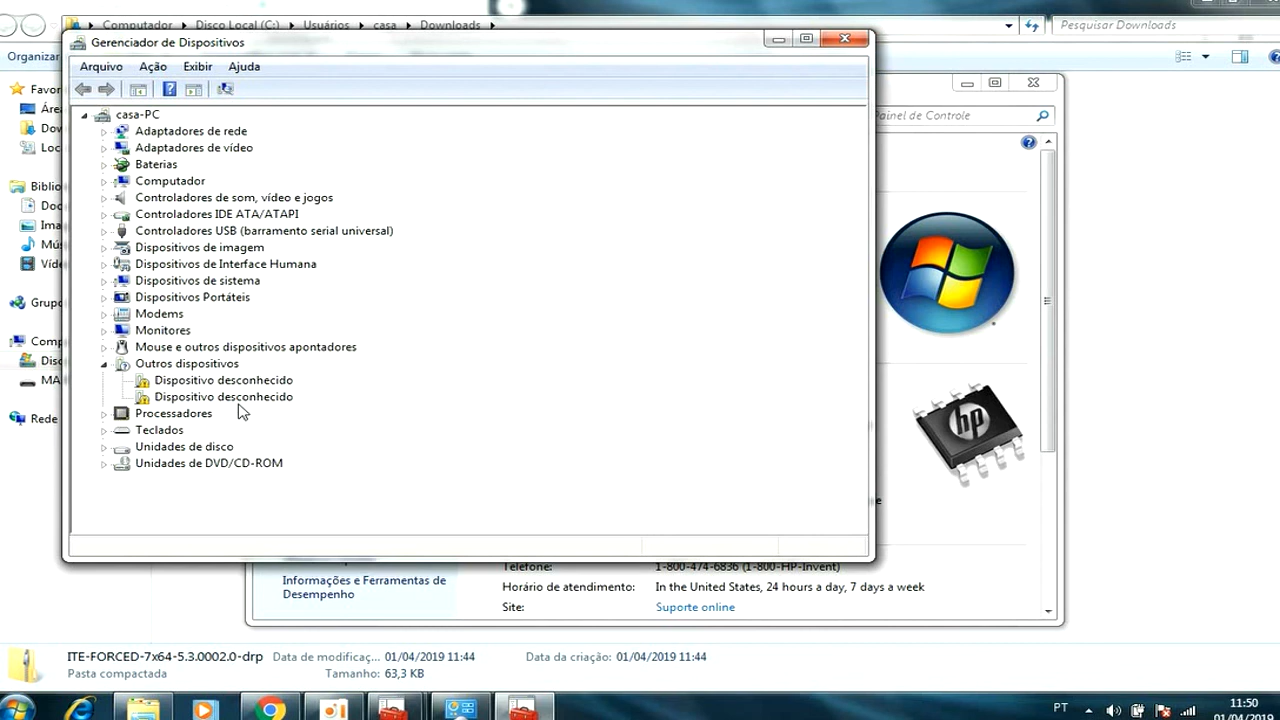 Computador
Disco Local (C:)
Usuários
casa
Downloads
Pesquisar Downloads
Gerenciador de Dispositivos
Organizar
Arquivo Ação Exibir Ajuda
Painel de Controle
casa-PC
Adaptadores de rede
Adaptadores de vídeo
Baterias
Computador
Controladores de som, vídeo e jogos
Controladores IDE ATA/ATAPI
Controladores USB (barramento serial universal)
Dispositivos de imagem
Dispositivos de Interface Humana
Dispositivos de sistema
Dispositivos Portáteis
Modems
Monitores
Mouse e outros dispositivos apontadores
Outros dispositivos
Dispositivo desconhecido
Dispositivo desconhecido
Processadores
Teclados
Unidades de disco
Unidades de DVD/CD-ROM
Favor
Área
Dow
Loc
Biblio
Doc
Ima
Mús
Víde
Grupo
Comp
Disc
MA
Rede
hp
Telefone: 1-800-474-6836 (1-800-HP-Invent)
Informações e Ferramentas de
Desempenho
Horário de atendimento: In the United States, 24 hours a day, 7 days a week
Site: Suporte online
ITE-FORCED-7x64-5.3.0002.0-drp Data de modificaç... 01/04/2019 11:44 Data da criação: 01/04/2019 11:44
Pasta compactada Tamanho: 63,3 KB
PT
11:50
01/04/2019